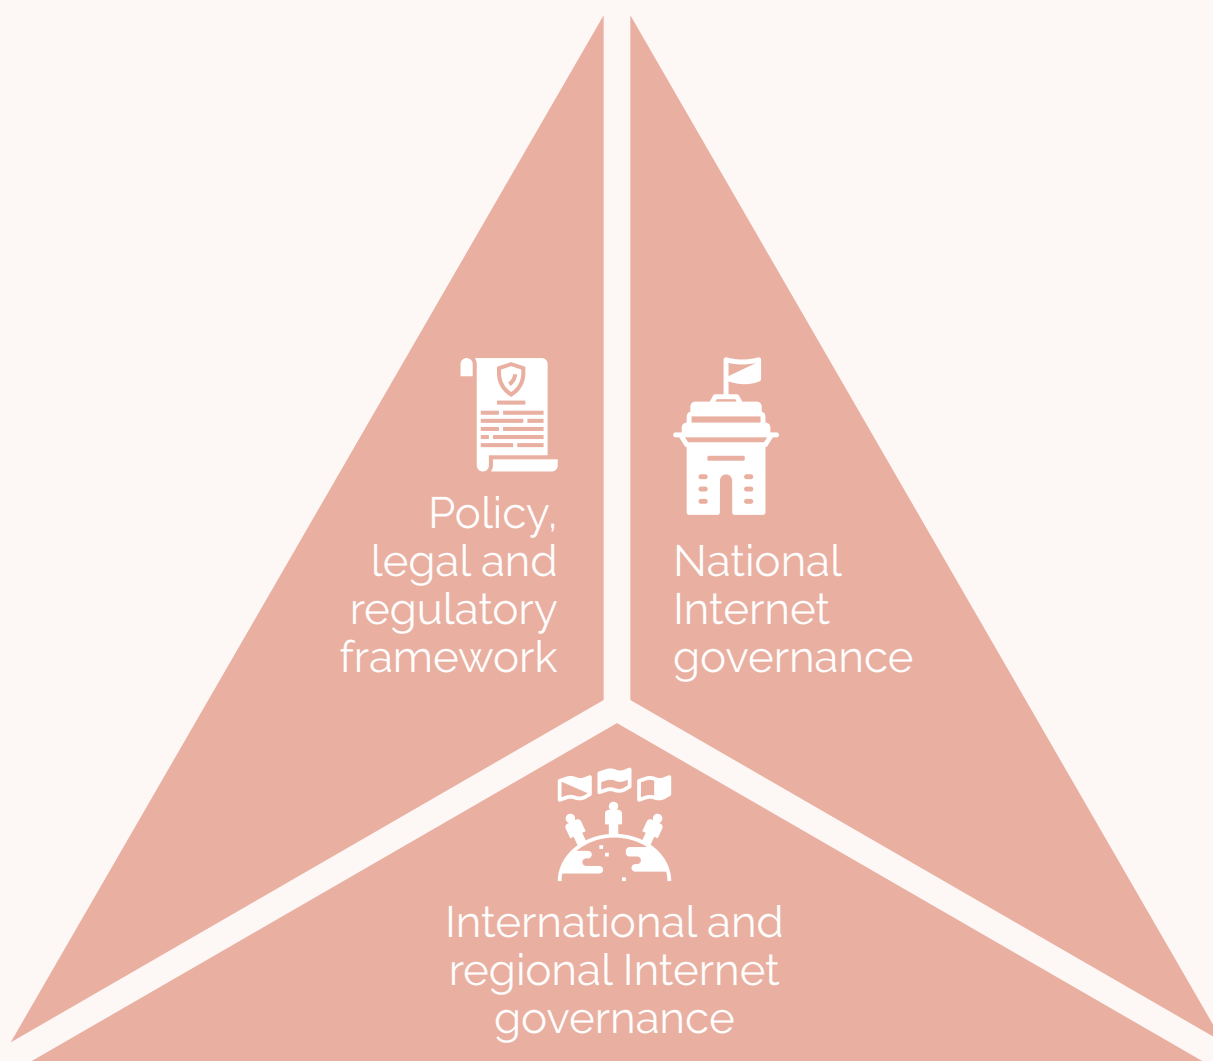 Policy,
legal and
regulatory
framework
National
Internet
governance
International and
regional Internet
governance